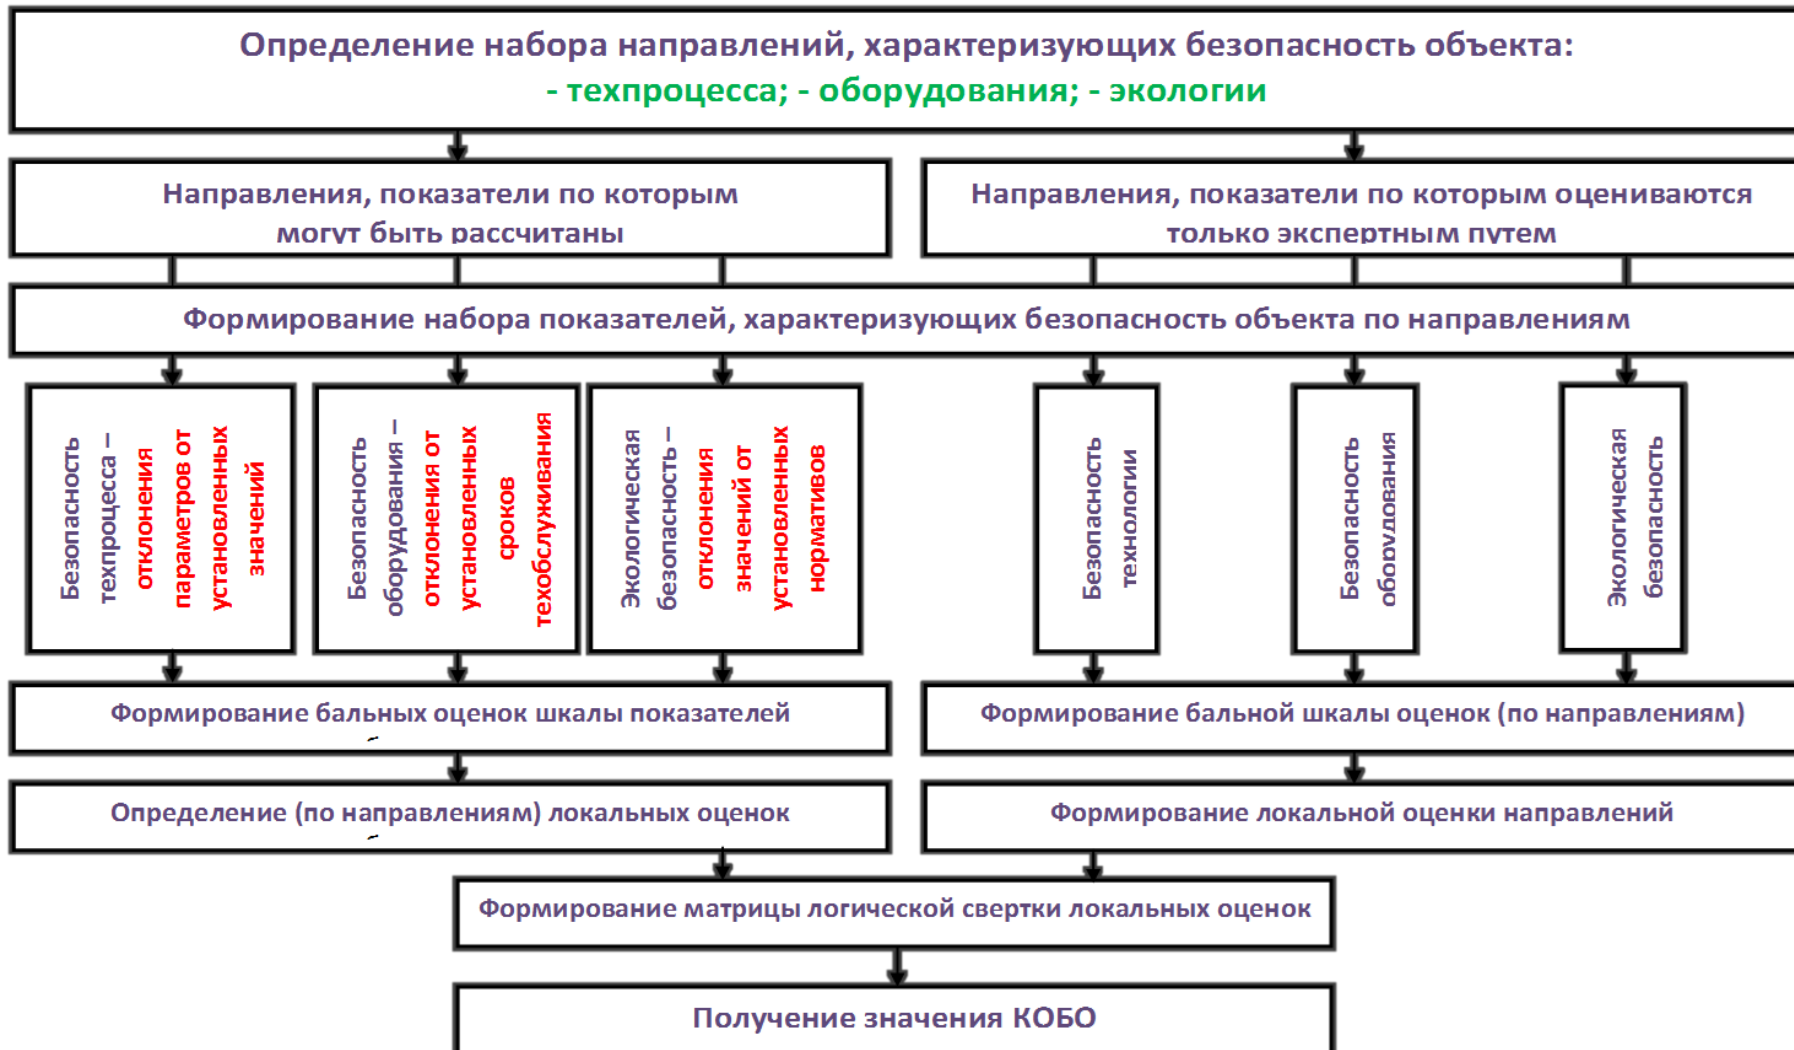 Определение набора направлений, характеризующих безопасность объекта:
- техпроцесса; - оборудования; - экологии
Направления, показатели по которым
могут быть рассчитаны
Направления, показатели по которым оцениваются
только экспертным путем
Формирование набора показателей, характеризующих безопасность объекта по направлениям
Безопасность
техпроцесса –
отклонения
параметров от
установленных
значений
Безопасность
оборудования –
отклонения от
установленных
сроков
техобслуживания
Экологическая
безопасность –
отклонения
значений от
установленных
нормативов
Безопасность
технологии
Безопасность
оборудования
Экологическая
безопасность
Формирование бальных оценок шкалы показателей
Формирование бальной шкалы оценок (по направлениям)
Определение (по направлениям) локальных оценок
Формирование локальной оценки направлений
Формирование матрицы логической свертки локальных оценок
Получение значения КОБО